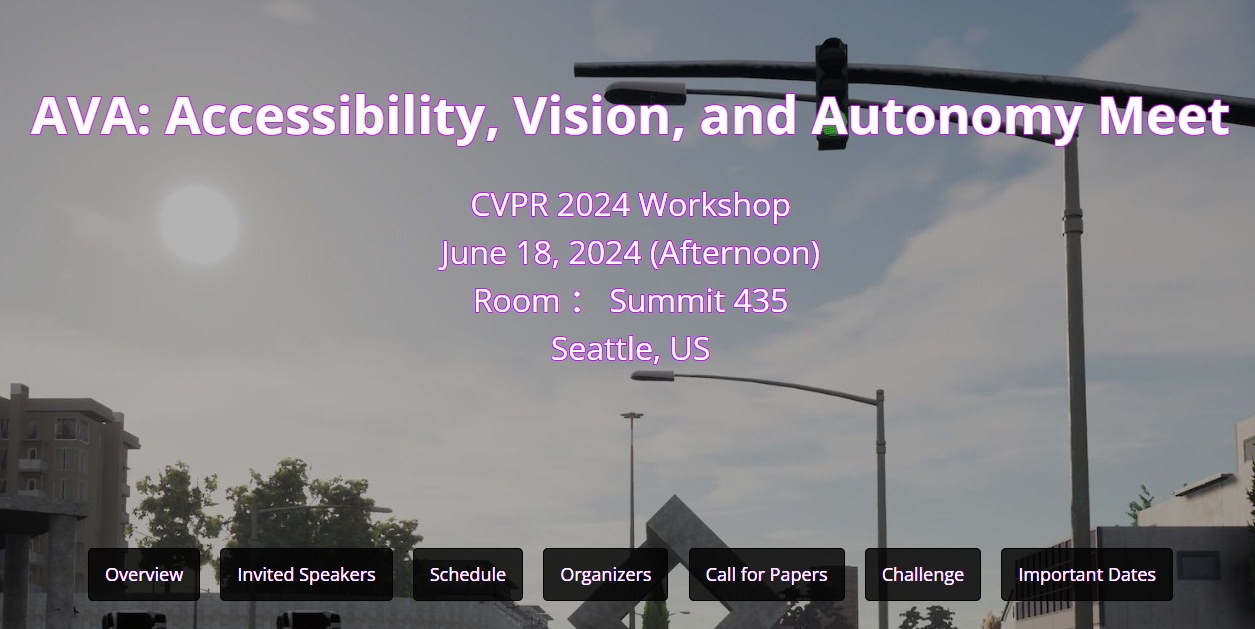 AVA: Accessibility, Vision, and Autonomy Meet
CVPR 2024 Workshop
June 18, 2024 (Afternoon)
Room： Summit 435
Seattle, US
Overview
Invited Speakers
Schedule
Organizers
Call for Papers
Challenge
Important Dates